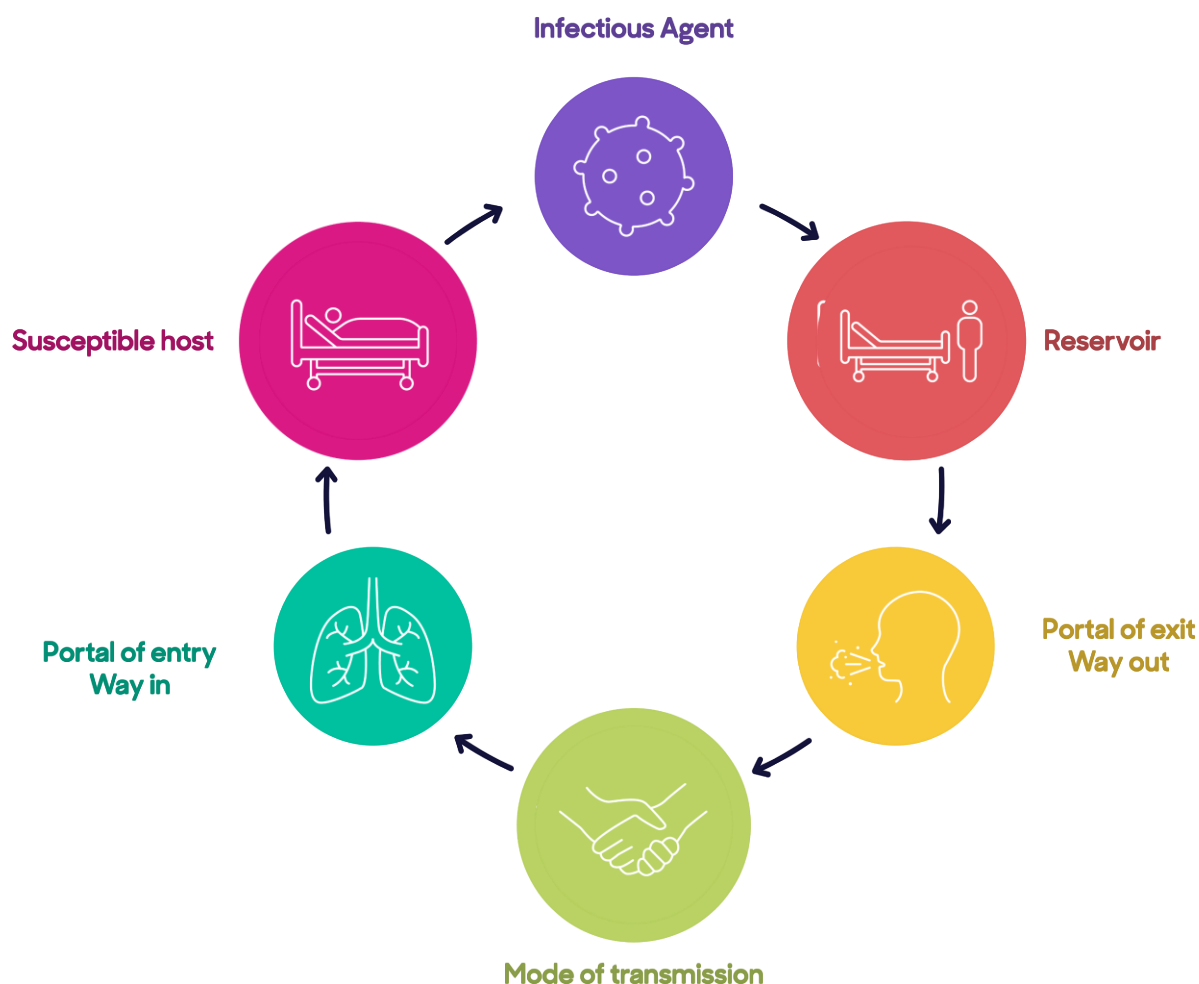 Infectious Agent
Susceptible host
Reservoir
Portal of exit
Way out
Portal of entry
Way in
Mode of transmission